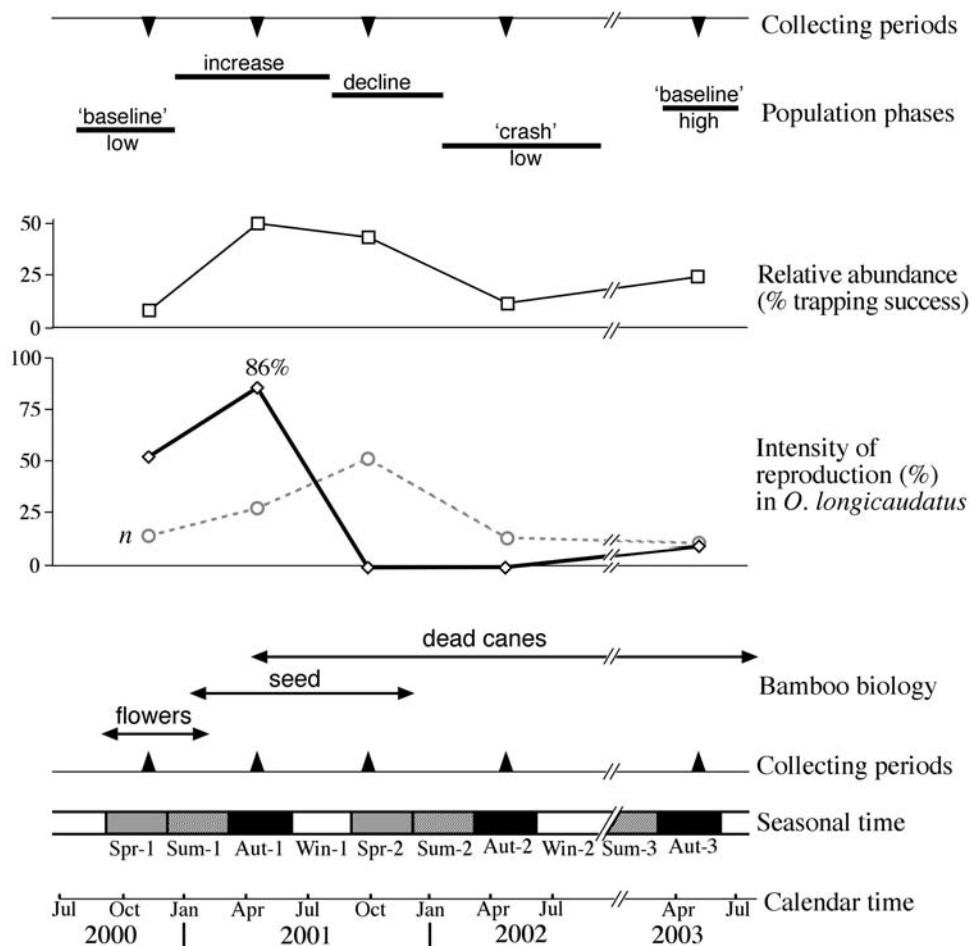 Collecting periods
increase
decline
'baseline'
low
'crash'
low
'baseline'
high
Population phases
50
25
0
Relative abundance
(% trapping success)
100
75
50
25
0
86%
n
Intensity of
reproduction (%)
in O. longicaudatus
dead canes
seed
flowers
Bamboo biology
Collecting periods
Seasonal time
Spr-1 Sum-1 Aut-1 Win-1 Spr-2 Sum-2 Aut-2 Win-2 Sum-3 Aut-3
Jul Oct Jan Apr Jul Oct Jan Apr Jul Apr Jul
Calendar time
2000 2001 2002 2003